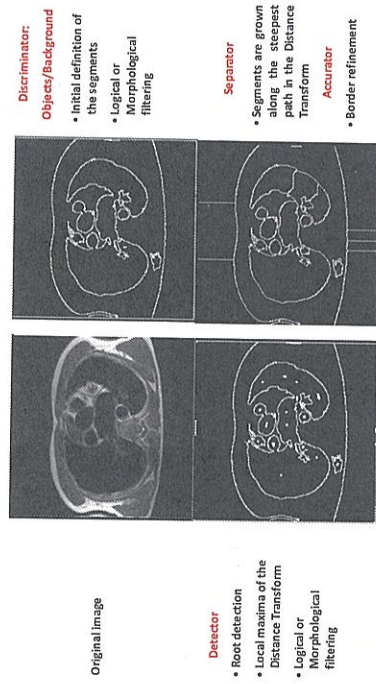 Original image
Discriminator:
Objects/Background
• Initial definition of
the segments
• Logical or
Morphological
filtering
Detector
• Root detection
• Local maxima of the
Distance Transform
• Logical or
Morphological
filtering
Separator
• Segments are grown
along the steepest
path in the Distance
Transform
Accurator
• Border refinement